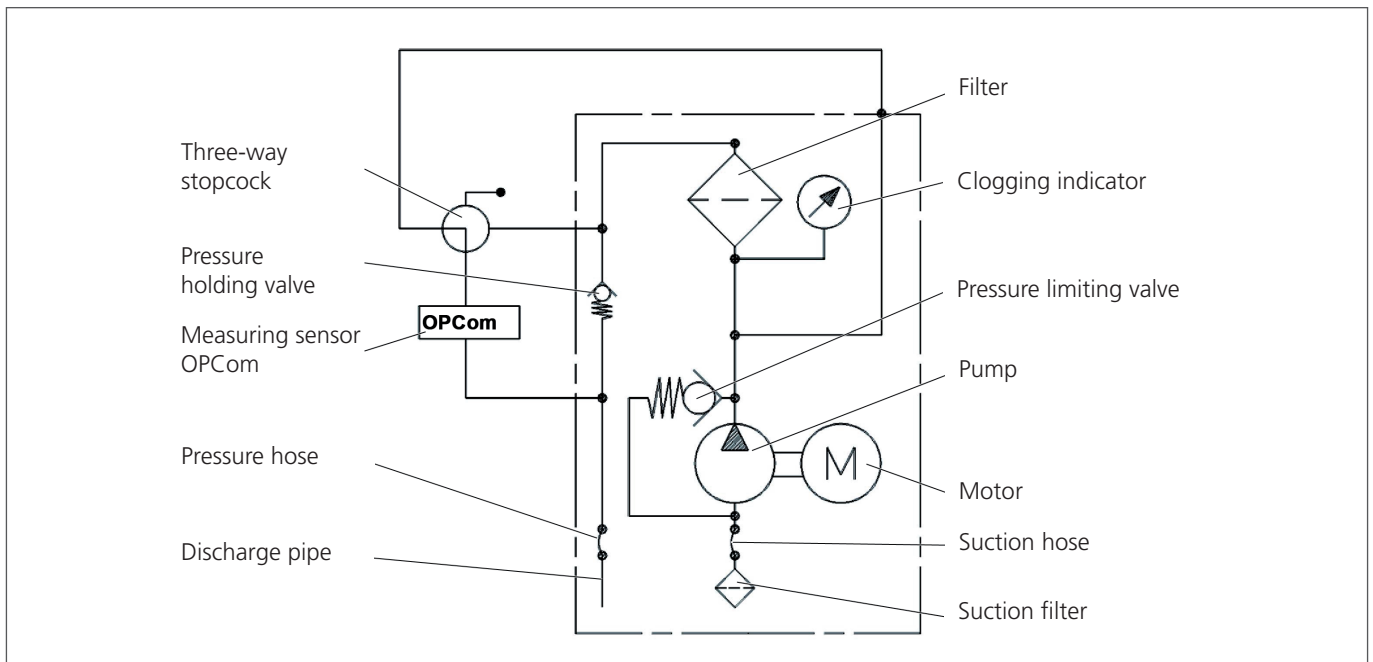 Three-way
stopcock
Pressure
holding valve
Measuring sensor
OPCom
Pressure hose
Discharge pipe
OPCom
M
Filter
Clogging indicator
Pressure limiting valve
Pump
Motor
Suction hose
Suction filter